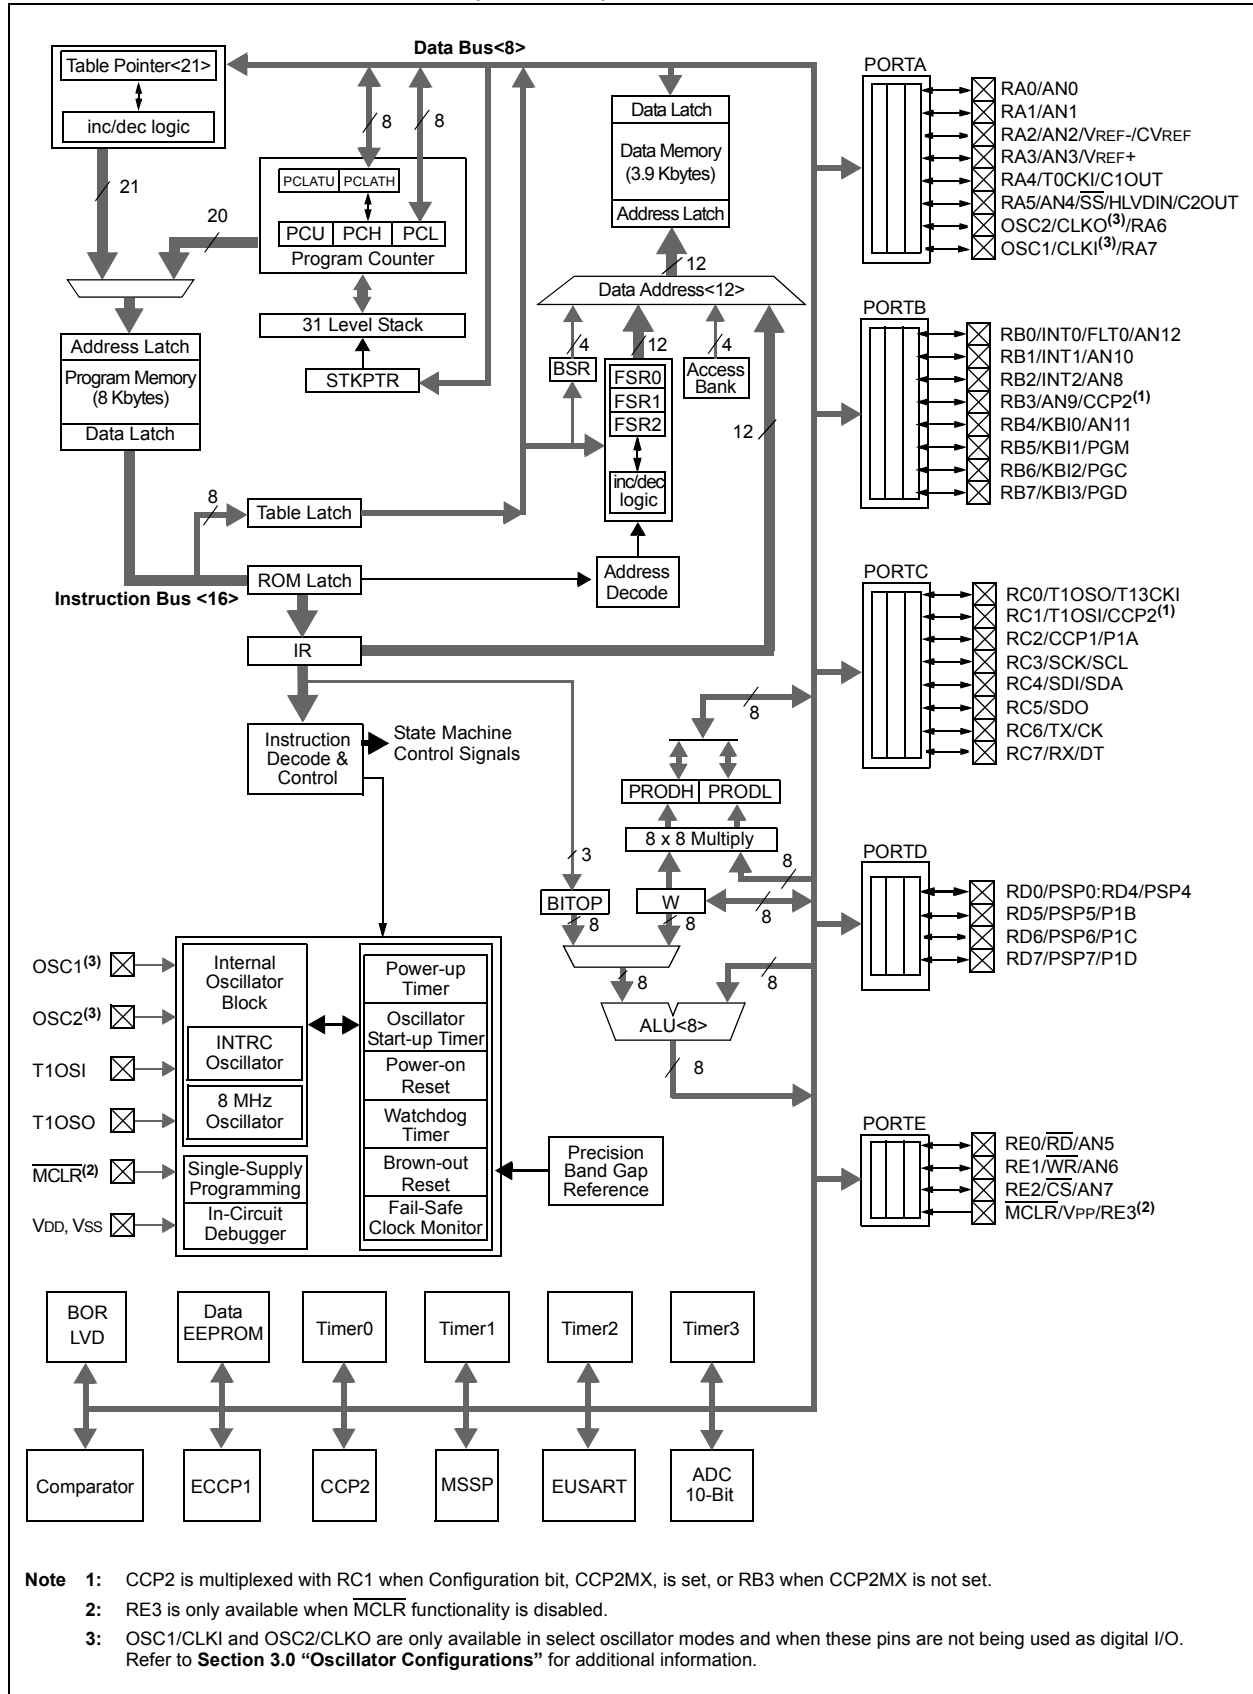 Data Bus<8>
Table Pointer<21>
inc/dec logic
21
20
8
8
PCLATU
PCLATH
PCU
PCH
PCL
Program Counter
31 Level Stack
STKPTR
Address Latch
Program Memory
(8 Kbytes)
Data Latch
8
Table Latch
ROM Latch
Instruction Bus <16>
IR
Instruction
Decode &
Control
State Machine
Control Signals
Data Latch
Data Memory
(3.9 Kbytes)
Address Latch
12
Data Address<12>
4
12
4
BSR
FSR0
FSR1
FSR2
inc/dec
logic
Access
Bank
12
Address
Decode
8
PRODH
PRODL
8 x 8 Multiply
3
8
BITOP
W
8
8
8
8
8
ALU<8>
8
PORTA
RA0/AN0
RA1/AN1
RA2/AN2/VREF-/CVREF
RA3/AN3/VREF+
RA4/T0CKI/C1OUT
RA5/AN4/SS/HLVDIN/C2OUT
OSC2/CLKO(3)/RA6
OSC1/CLKI(3)/RA7
PORTB
RB0/INT0/FLT0/AN12
RB1/INT1/AN10
RB2/INT2/AN8
RB3/AN9/CCP2(1)
RB4/KBI0/AN11
RB5/KBI1/PGM
RB6/KBI2/PGC
RB7/KBI3/PGD
PORTC
RC0/T1OSO/T13CKI
RC1/T1OSI/CCP2(1)
RC2/CCP1/P1A
RC3/SCK/SCL
RC4/SDI/SDA
RC5/SDO
RC6/TX/CK
RC7/RX/DT
PORTD
RD0/PSP0:RD4/PSP4
RD5/PSP5/P1B
RD6/PSP6/P1C
RD7/PSP7/P1D
PORTE
RE0/RD/AN5
RE1/WR/AN6
RE2/CS/AN7
MCLR/VPP/RE3(2)
OSC1(3)
OSC2(3)
T1OSI
T1OSO
MCLR(2)
VDD, VSS
Internal
Oscillator
Block
INTRC
Oscillator
8 MHz
Oscillator
Single-Supply
Programming
In-Circuit
Debugger
Power-up
Timer
Oscillator
Start-up Timer
Power-on
Reset
Watchdog
Timer
Brown-out
Reset
Fail-Safe
Clock Monitor
Precision
Band Gap
Reference
BOR
LVD
Data
EEPROM
Timer0
Timer1
Timer2
Timer3
Comparator
ECCP1
CCP2
MSSP
EUSART
ADC
10-Bit
Note 1: CCP2 is multiplexed with RC1 when Configuration bit, CCP2MX, is set, or RB3 when CCP2MX is not set.
2: RE3 is only available when MCLR functionality is disabled.
3: OSC1/CLKI and OSC2/CLKO are only available in select oscillator modes and when these pins are not being used as digital I/O.
Refer to Section 3.0 “Oscillator Configurations” for additional information.